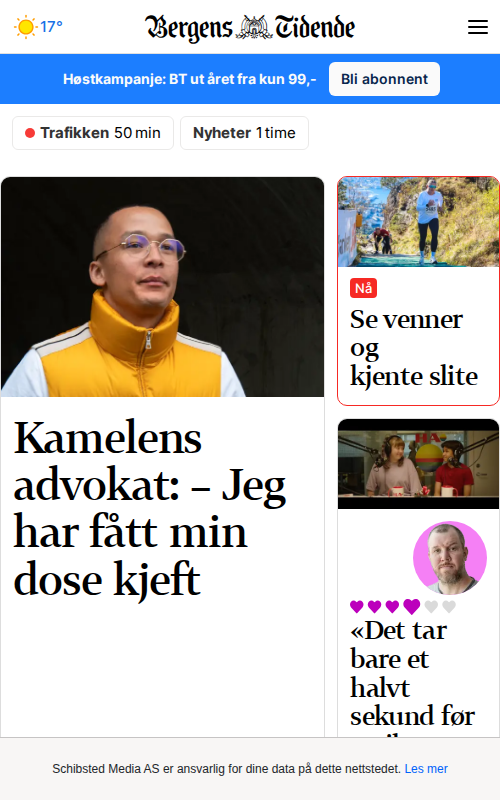 17°
Bergens Tidende
Høstkampanje: BT ut året fra kun 99,-
Bli abonnent
Trafikken 50 min
Nyheter 1 time
Nå
Se venner
og
kjente slite
Kamelens
advokat: – Jeg
har fått min
dose kjeft
«Det tar
bare et
halvt
sekund før
Schibsted Media AS er ansvarlig for dine data på dette nettstedet. Les mer